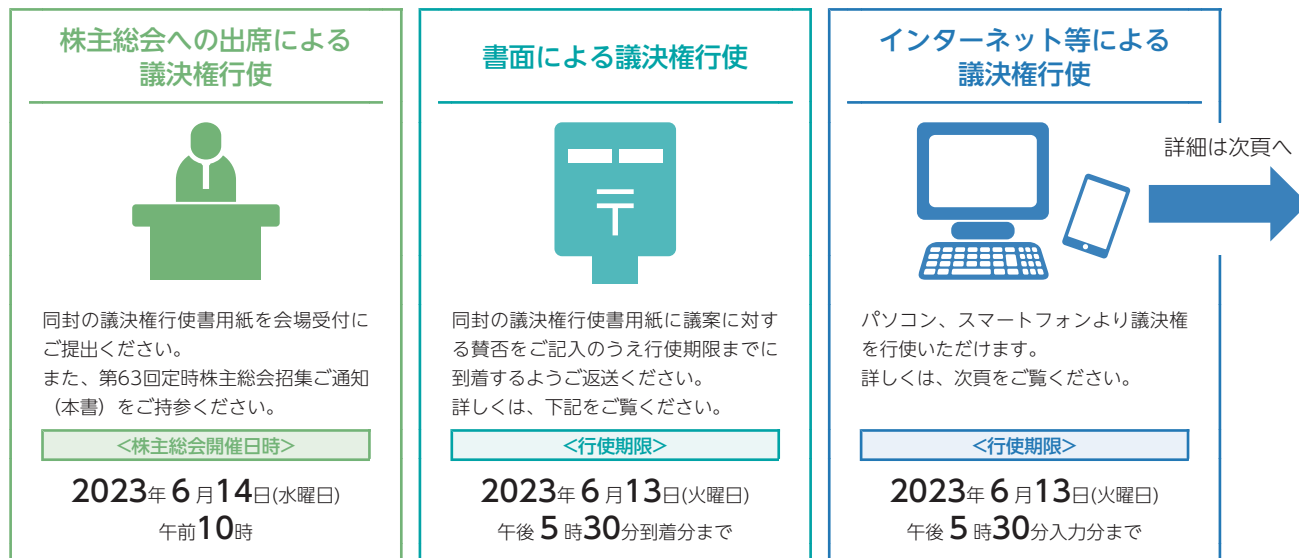 株主総会への出席による
議決権行使
同封の議決権行使書用紙を会場受付に
ご提出ください。
また、第63回定時株主総会招集ご通知
（本書）をご持参ください。
<株主総会開催日時>
2023年6月14日(水曜日)
午前10時
書面による議決権行使
〒
同封の議決権行使書用紙に議案に対す
る賛否をご記入のうえ行使期限までに
到着するようご返送ください。
詳しくは、下記をご覧ください。
<行使期限>
2023年6月13日(火曜日)
午後5時30分到着分まで
インターネット等による
議決権行使
パソコン、スマートフォンより議決権
を行使いただけます。
詳しくは、次頁をご覧ください。
<行使期限>
2023年6月13日(火曜日)
午後5時30分入力分まで
詳細は次頁へ